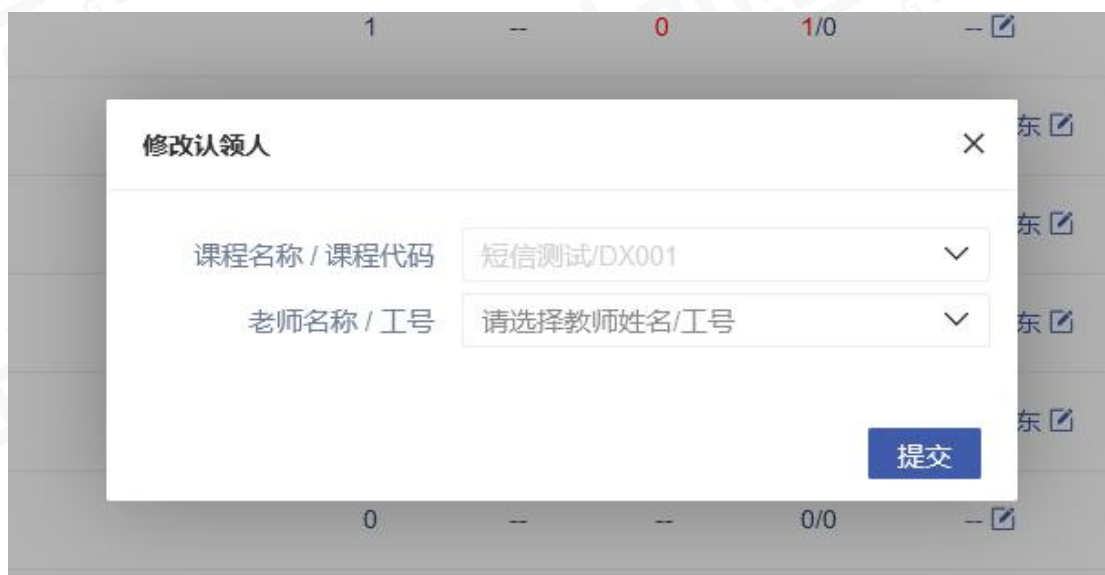 1 -- 0 1/0 --
修改认领人
东
课程名称 / 课程代码 短信测试/DX001
东
老师名称 / 工号 请选择教师姓名/工号
东
东
提交
0 -- -- 0/0 --